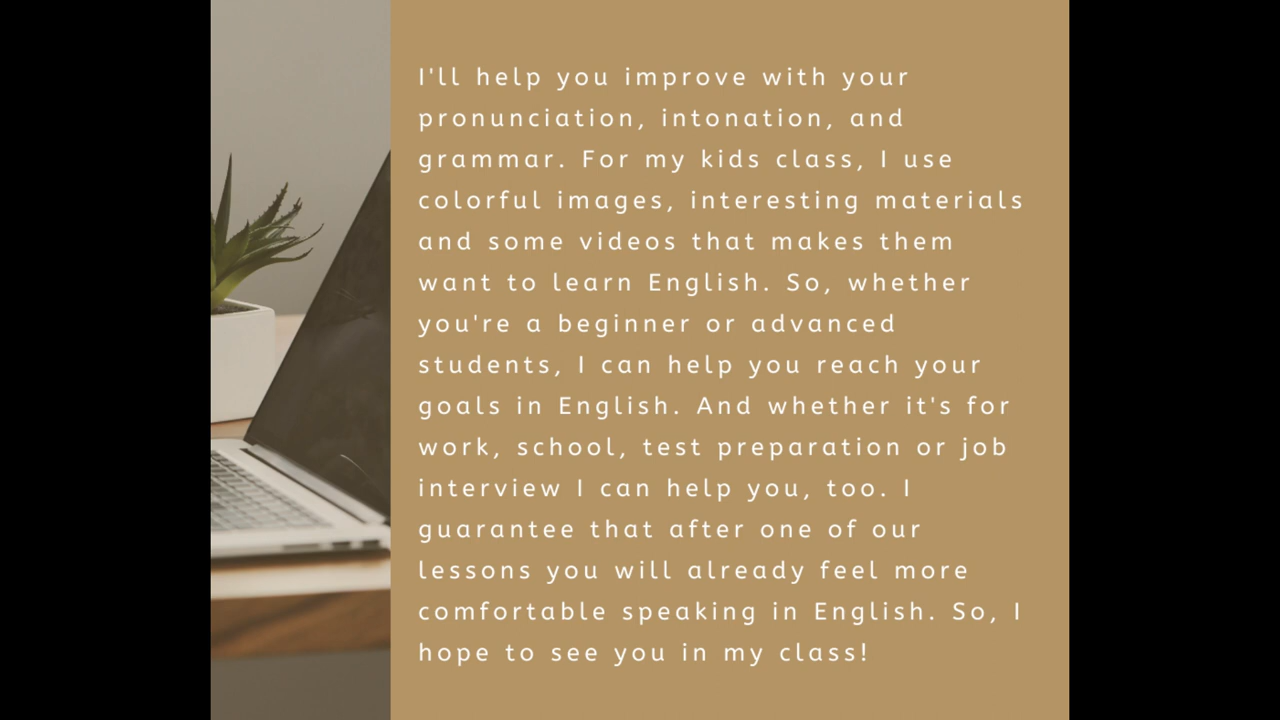 I'll help you improve with your
pronunciation, intonation, and
grammar. For my kids class, I use
colorful images, interesting materials
and some videos that makes them
want to learn English. So, whether
you're a beginner or advanced
students, I can help you reach your
goals in English. And whether it's for
work, school, test preparation or job
interview I can help you, too. I
guarantee that after one of our
lessons you will already feel more
comfortable speaking in English. So, I
hope to see you in my class!